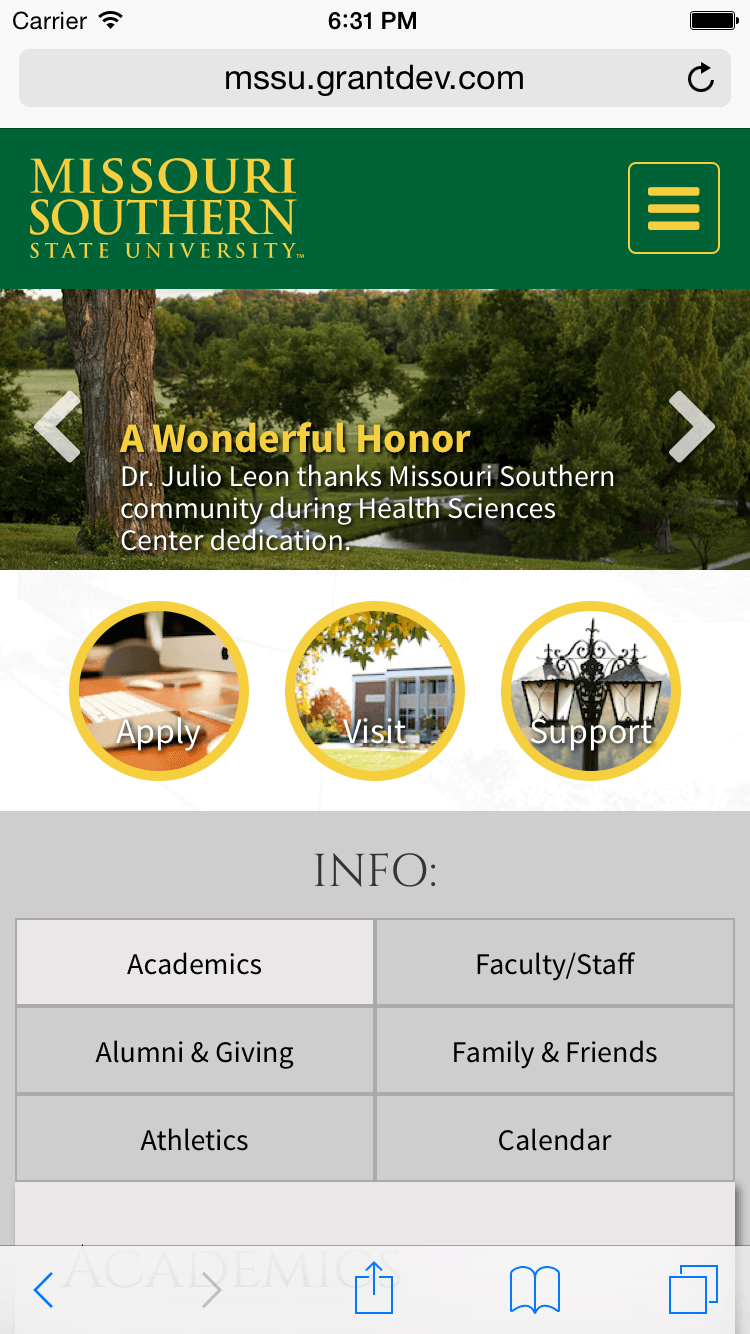 Carrier 6:31 PM
mssu.grantdev.com
MISSOURI
SOUTHERN
STATE UNIVERSITY™
A Wonderful Honor
Dr. Julio Leon thanks Missouri Southern
community during Health Sciences
Center dedication.
Apply Visit Support
INFO:
Academics Faculty/Staff
Alumni & Giving Family & Friends
Athletics Calendar
ACADEMICS